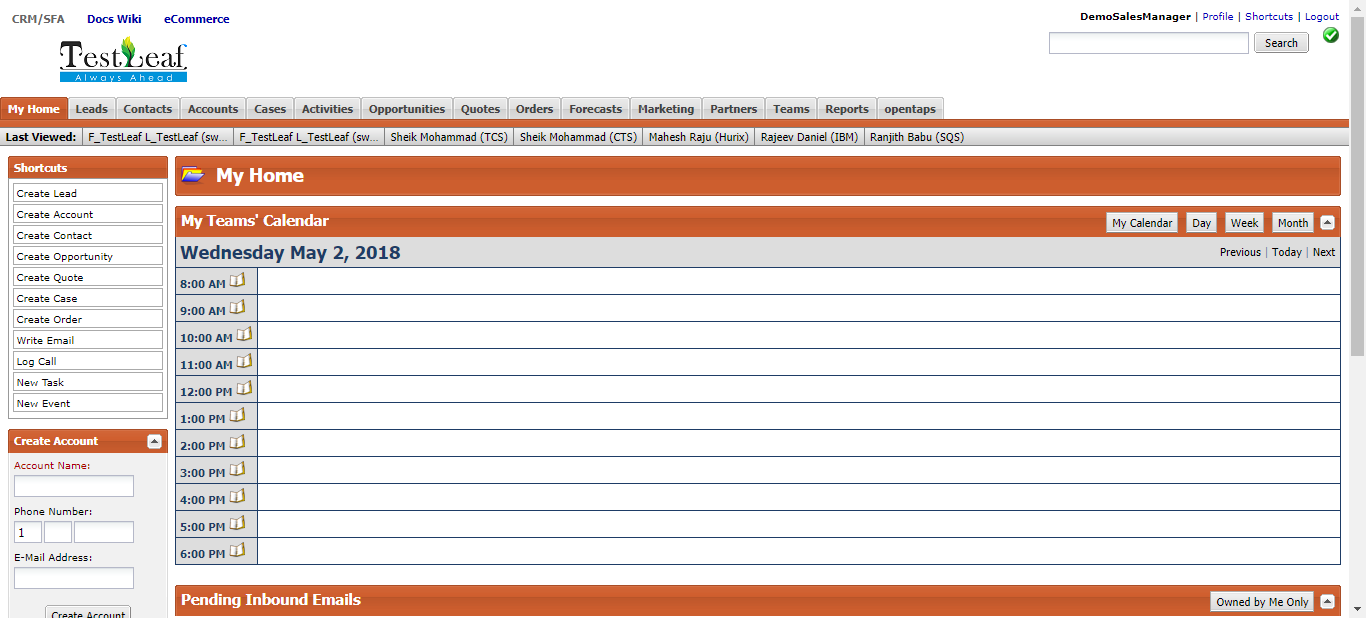 CRM/SFA Docs Wiki eCommerce
DemoSalesManager | Profile | Shortcuts | Logout
Search
TestLeaf
Always Ahead
My Home Leads Contacts Accounts Cases Activities Opportunities Quotes Orders Forecasts Marketing Partners Teams Reports opentaps
Last Viewed: F_TestLeaf L_TestLeaf (sw... F_TestLeaf L_TestLeaf (sw... Sheik Mohammad (TCS) Sheik Mohammad (CTS) Mahesh Raju (Hurix) Rajeev Daniel (IBM) Ranjith Babu (SQS)
Shortcuts
Create Lead
Create Account
Create Contact
Create Opportunity
Create Quote
Create Case
Create Order
Write Email
Log Call
New Task
New Event
Create Account
Account Name:
Phone Number:
1
E-Mail Address:
Create Account
My Home
My Teams' Calendar My Calendar Day Week Month
Wednesday May 2, 2018 Previous | Today | Next
8:00 AM
9:00 AM
10:00 AM
11:00 AM
12:00 PM
1:00 PM
2:00 PM
3:00 PM
4:00 PM
5:00 PM
6:00 PM
Pending Inbound Emails Owned by Me Only